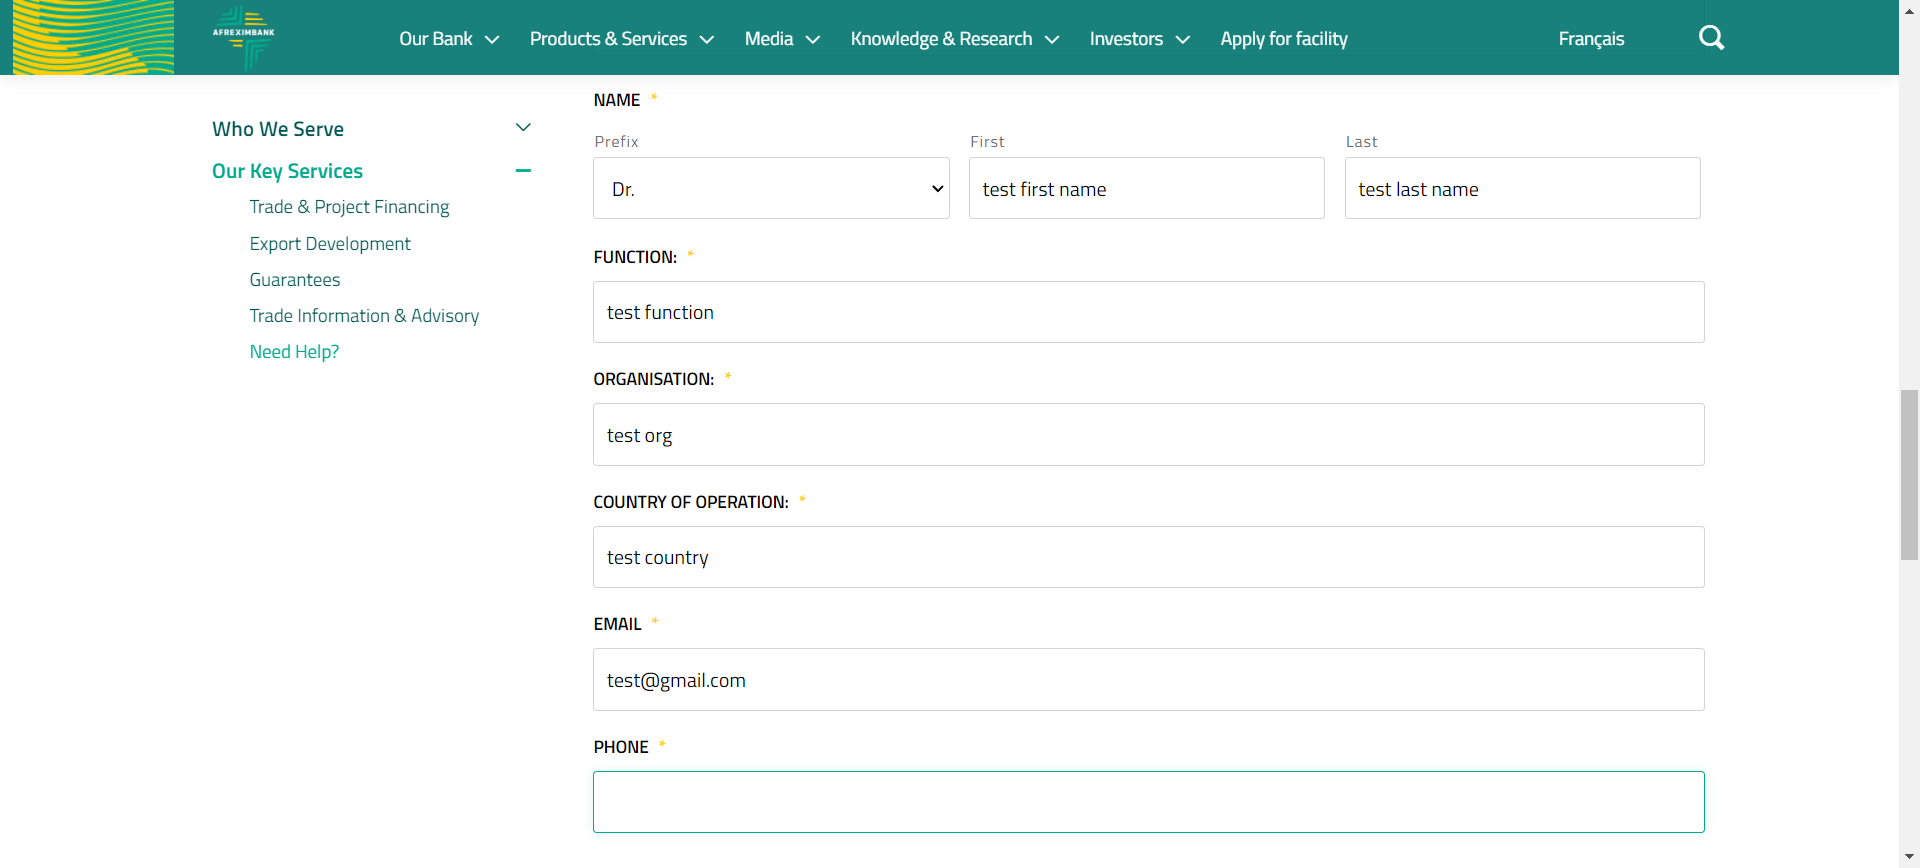 AFREXIMBANK
Our Bank
Products & Services
Media
Knowledge & Research
Investors
Apply for facility
Français
Who We Serve
Our Key Services
Trade & Project Financing
Export Development
Guarantees
Trade Information & Advisory
Need Help?
NAME *
Prefix
First
Last
Dr.
test first name
test last name
FUNCTION: *
test function
ORGANISATION: *
test org
COUNTRY OF OPERATION: *
test country
EMAIL *
test@gmail.com
PHONE *